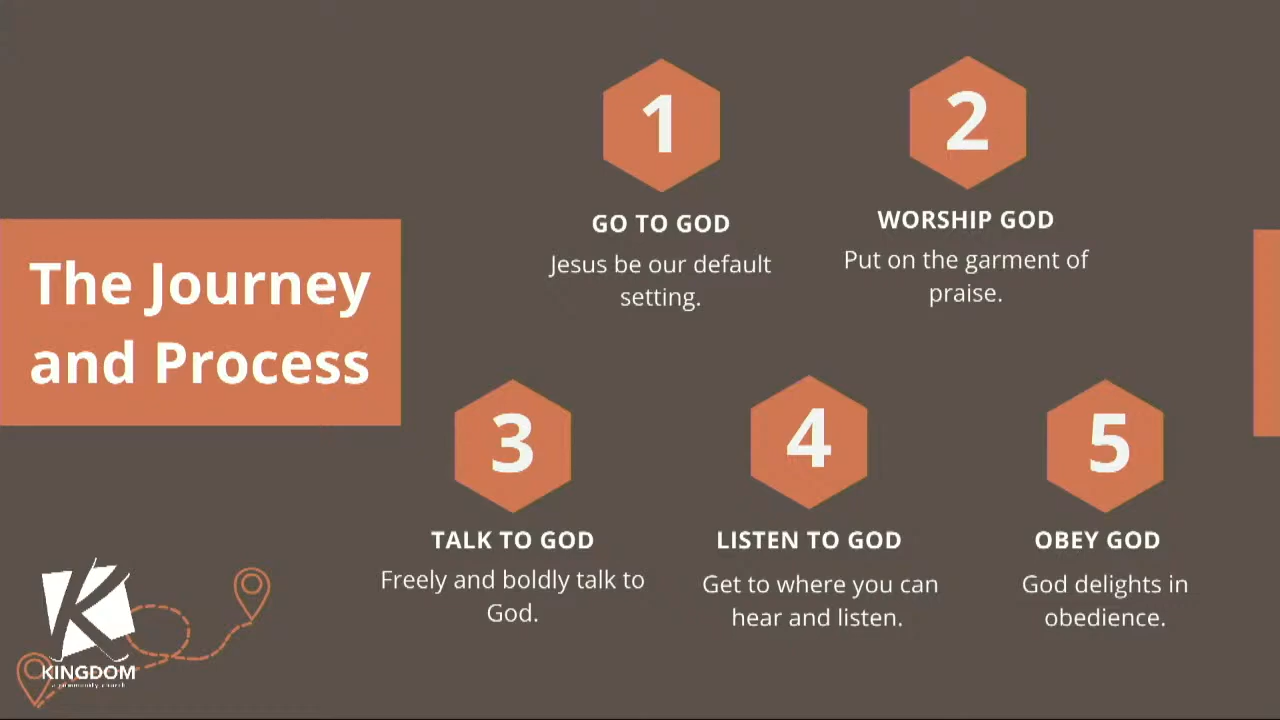 The Journey
and Process
1
GO TO GOD
Jesus be our default
setting.
2
WORSHIP GOD
Put on the garment of
praise.
3
TALK TO GOD
Freely and boldly talk to
God.
4
LISTEN TO GOD
Get to where you can
hear and listen.
5
OBEY GOD
God delights in
obedience.
K
KINGDOM
a community church